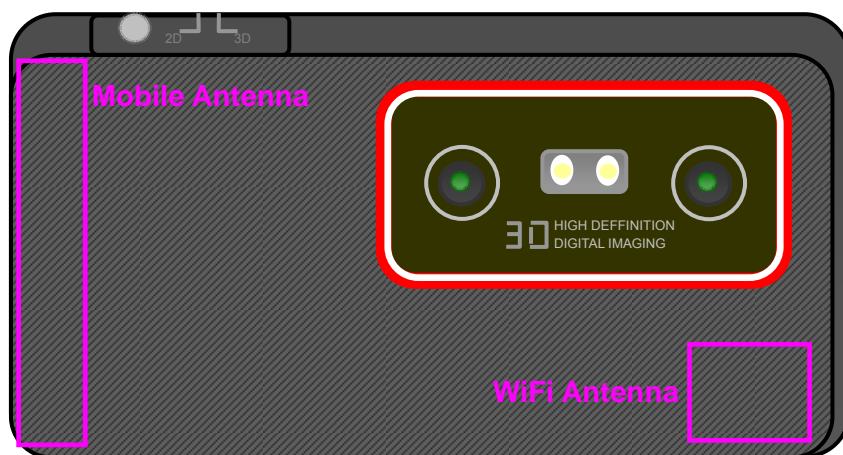 2D 3D
Mobile Antenna
3D HIGH DEFFINITION
DIGITAL IMAGING
WiFi Antenna